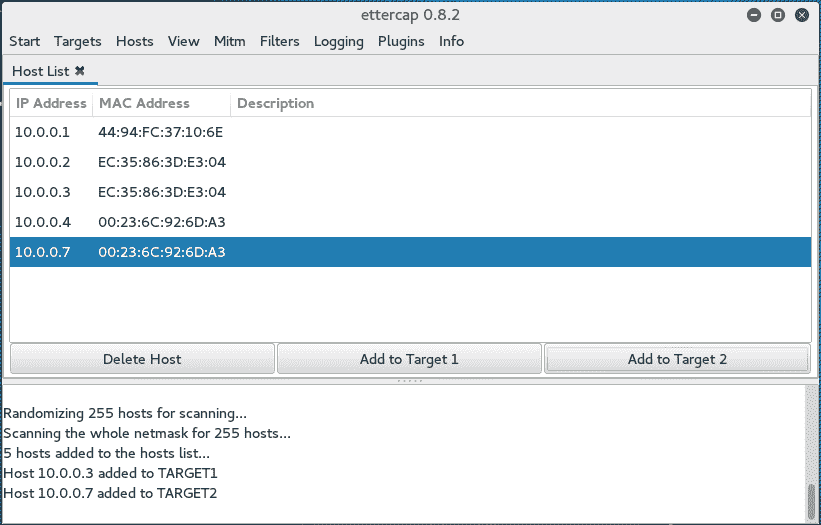 ettercap 0.8.2
Start Targets Hosts View Mitm Filters Logging Plugins Info
Host List ✖
IP Address MAC Address Description
10.0.0.1 44:94:FC:37:10:6E
10.0.0.2 EC:35:86:3D:E3:04
10.0.0.3 EC:35:86:3D:E3:04
10.0.0.4 00:23:6C:92:6D:A3
10.0.0.7 00:23:6C:92:6D:A3
Delete Host Add to Target 1 Add to Target 2
Randomizing 255 hosts for scanning...
Scanning the whole netmask for 255 hosts...
5 hosts added to the hosts list...
Host 10.0.0.3 added to TARGET1
Host 10.0.0.7 added to TARGET2